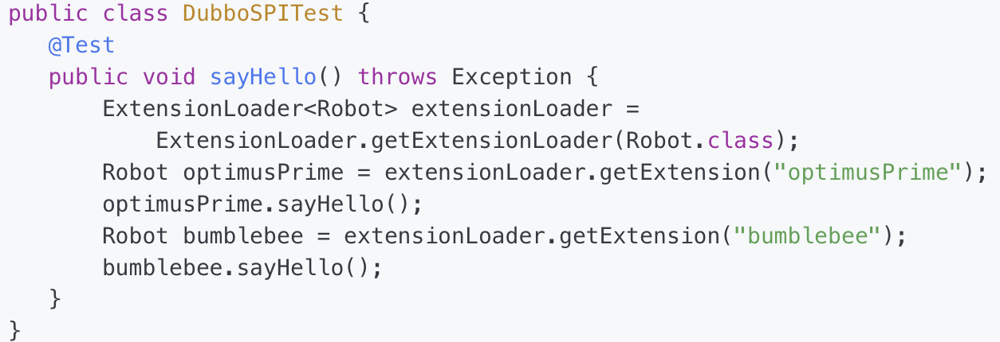 public class DubboSPITest {
@Test
public void sayHello() throws Exception {
ExtensionLoader<Robot> extensionLoader =
ExtensionLoader.getExtensionLoader(Robot.class);
Robot optimusPrime = extensionLoader.getExtension("optimusPrime");
optimusPrime.sayHello();
Robot bumblebee = extensionLoader.getExtension("bumblebee");
bumblebee.sayHello();
}
}